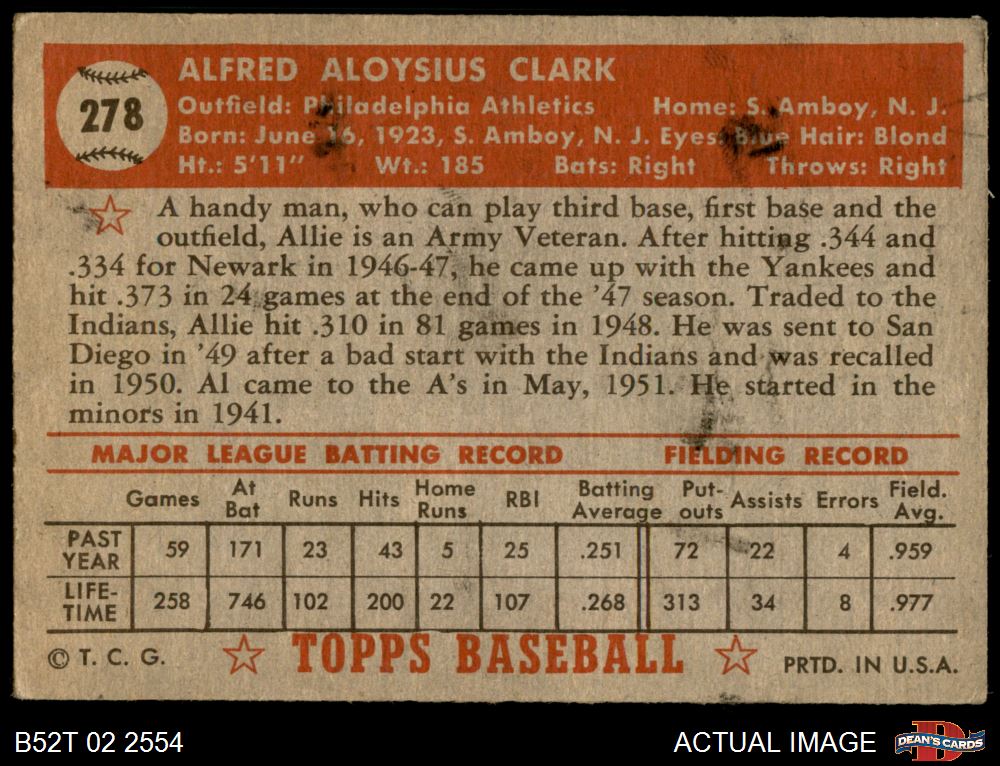 278
ALFRED ALOYSIUS CLARK
Outfield: Philadelphia Athletics Home: S. Amboy, N. J.
Born: June 16, 1923, S. Amboy, N. J. Eyes: Blue Hair: Blond
Ht.: 5'11" Wt.: 185 Bats: Right Throws: Right
A handy man, who can play third base, first base and the
outfield, Allie is an Army Veteran. After hitting .344 and
.334 for Newark in 1946-47, he came up with the Yankees and
hit .373 in 24 games at the end of the '47 season. Traded to the
Indians, Allie hit .310 in 81 games in 1948. He was sent to San
Diego in '49 after a bad start with the Indians and was recalled
in 1950. Al came to the A's in May, 1951. He started in the
minors in 1941.
MAJOR LEAGUE BATTING RECORD FIELDING RECORD
Games At Bat Runs Hits Home Runs RBI Batting Average Put-outs Assists Errors Field. Avg.
PAST YEAR 59 171 23 43 5 25 .251 72 22 4 .959
LIFE-TIME 258 746 102 200 22 107 .268 313 34 8 .977
© T. C. G. TOPPS BASEBALL PRTD. IN U.S.A.
B52T 02 2554 ACTUAL IMAGE DEAN'S CARDS